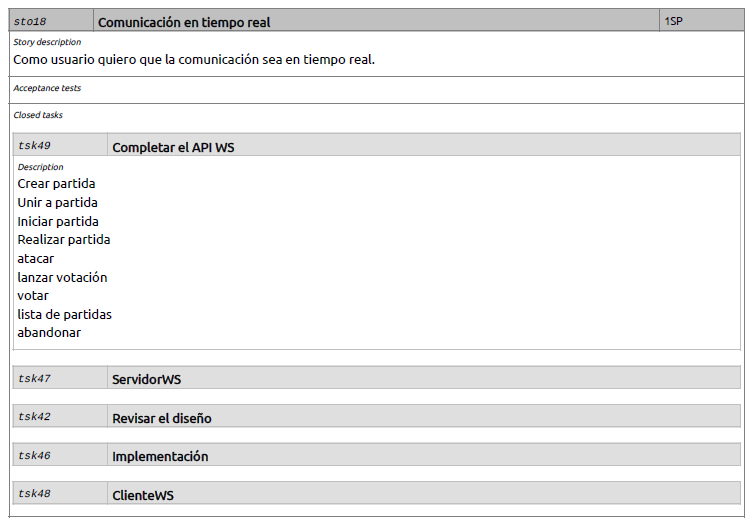 sto18 Comunicación en tiempo real 1SP
Story description
Como usuario quiero que la comunicación sea en tiempo real.
Acceptance tests
Closed tasks
tsk49 Completar el API WS
Description
Crear partida
Unir a partida
Iniciar partida
Realizar partida
atacar
lanzar votación
votar
lista de partidas
abandonar
tsk47 ServidorWS
tsk42 Revisar el diseño
tsk46 Implementación
tsk48 ClienteWS